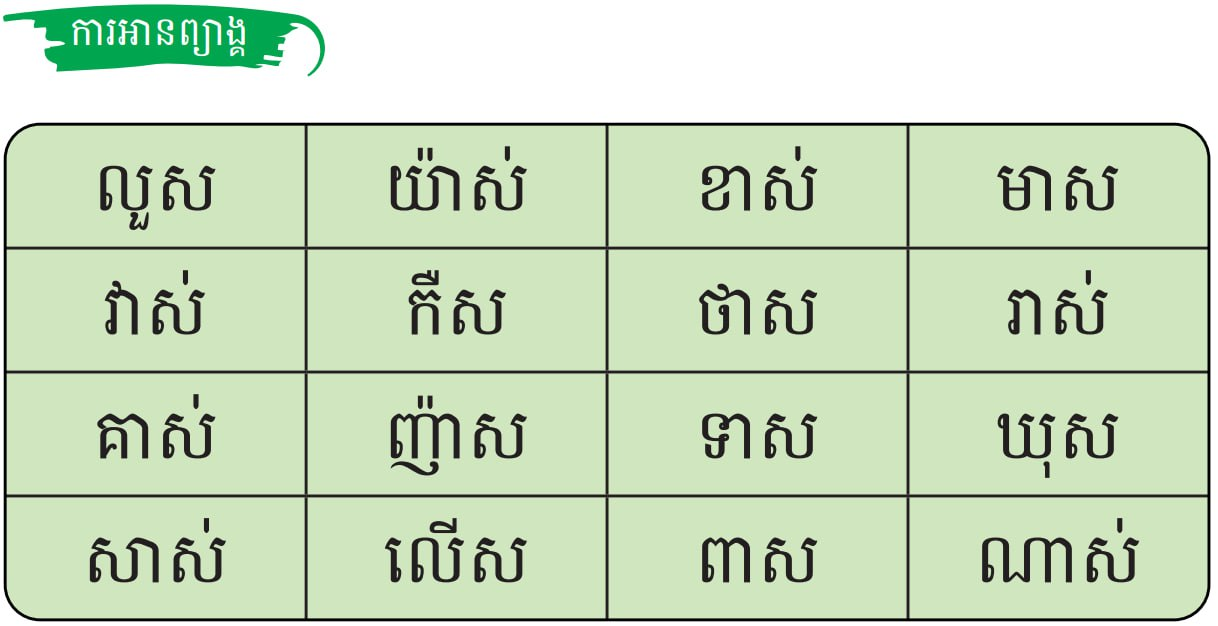 ការអានព្យាង្គ
លួស យ៉ាស់ ខាស់ មាស
វាស់ កឺស ថាស រាស់
គាស់ ញ៉ាស ទាស ឃុស
សាស់ លើស ពាស ណាស់